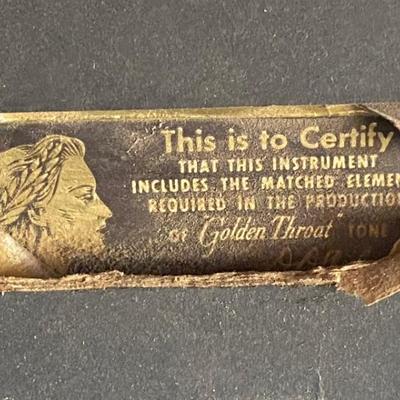 This is to Certify
THAT THIS INSTRUMENT
INCLUDES THE MATCHED ELEMEN
REQUIRED IN THE PRODUCTION
OF "Golden Throat" TONE